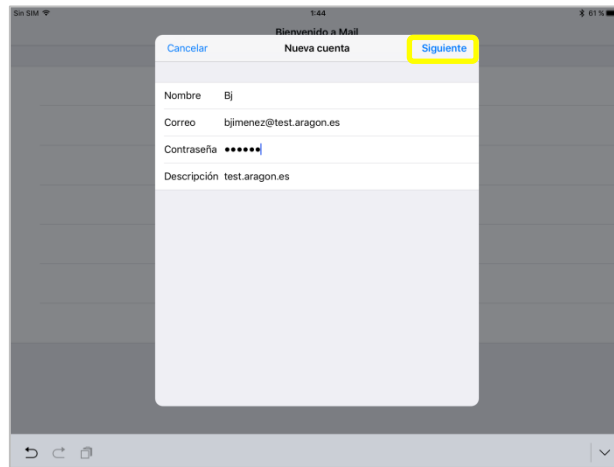 Sin SIM 1:44 61 %
Bienvenido a Mail
Cancelar Nueva cuenta Siguiente
Nombre Bj
Correo bjimenez@test.aragon.es
Contraseña ••••••
Descripción test.aragon.es